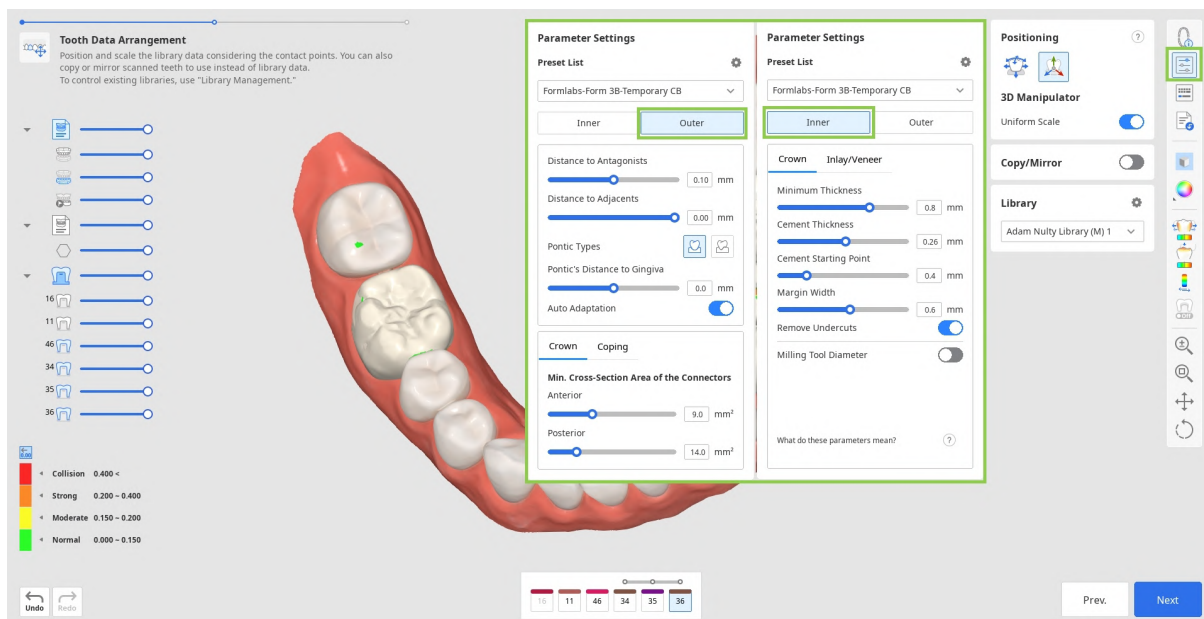 Tooth Data Arrangement
Position and scale the library data considering the contact points. You can also
copy or mirror scanned teeth to use instead of library data.
To control existing libraries, use "Library Management."
16
11
46
34
35
36
Collision 0.400 <
Strong 0.200 ~ 0.400
Moderate 0.150 ~ 0.200
Normal 0.000 ~ 0.150
Undo Redo
Parameter Settings
Preset List
Formlabs-Form 3B-Temporary CB
Inner Outer
Distance to Antagonists
0.10 mm
Distance to Adjacents
0.00 mm
Pontic Types
Pontic's Distance to Gingiva
0.0 mm
Auto Adaptation
Crown Coping
Min. Cross-Section Area of the Connectors
Anterior
9.0 mm²
Posterior
14.0 mm²
Parameter Settings
Preset List
Formlabs-Form 3B-Temporary CB
Inner Outer
Crown Inlay/Veneer
Minimum Thickness
0.8 mm
Cement Thickness
0.26 mm
Cement Starting Point
0.4 mm
Margin Width
0.6 mm
Remove Undercuts
Milling Tool Diameter
What do these parameters mean? ?
Positioning ?
3D Manipulator
Uniform Scale
Copy/Mirror
Library
Adam Nulty Library (M) 1
16 11 46 34 35 36
Prev. Next